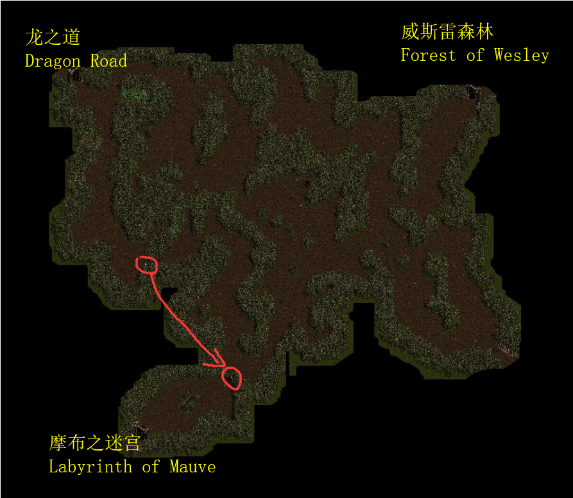 龙之道
Dragon Road
威斯雷森林
Forest of Wesley
摩布之迷宫
Labyrinth of Mauve